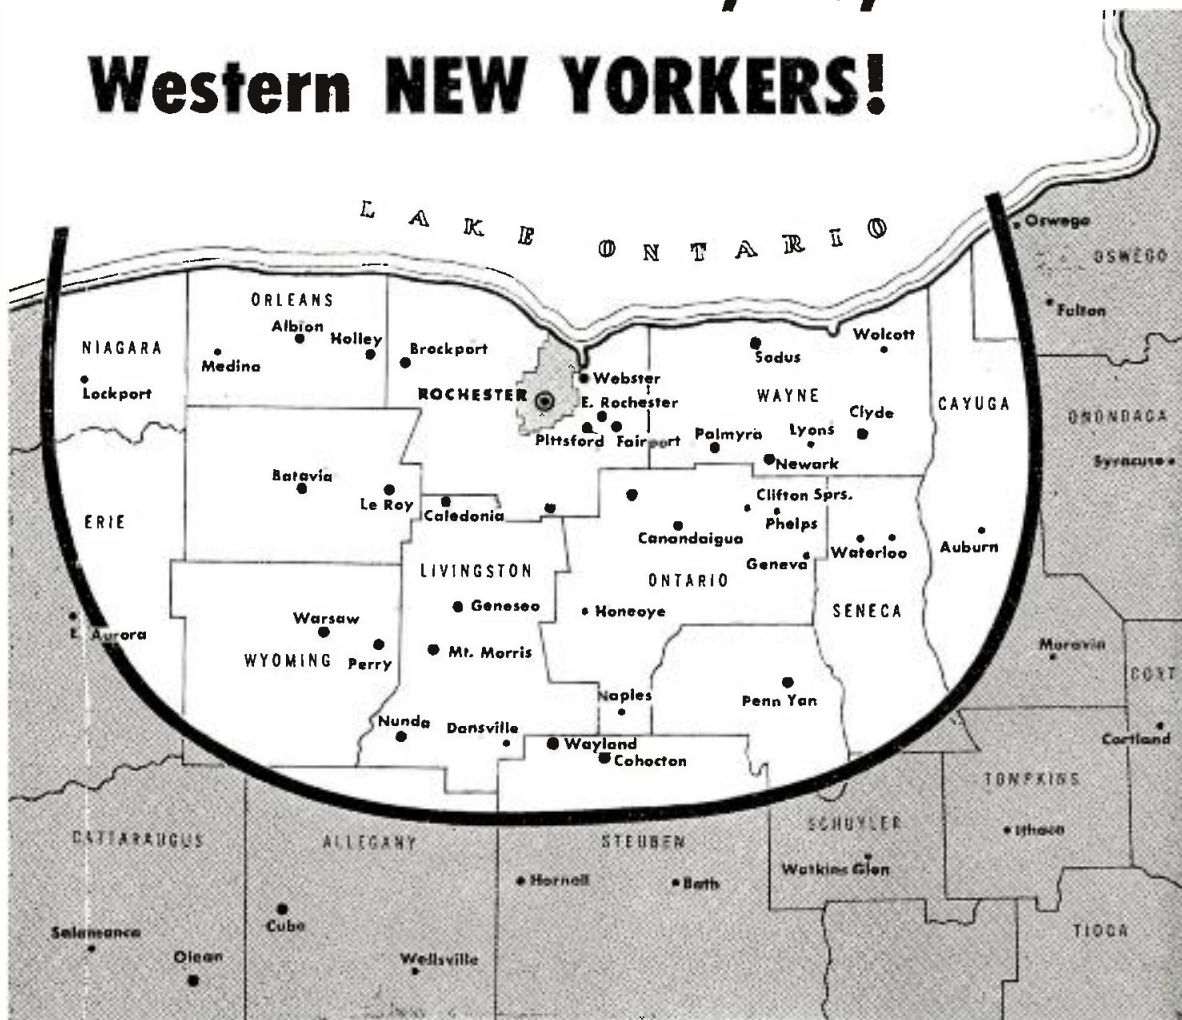 Western NEW YORKERS!
LAKE ONTARIO
Oswego
OSWEGO
Fulton
ORLEANS
Albion
Holley
NIAGARA
Medina
Brockport
Wolcott
Sodus
Lockport
ROCHESTER
Webster
E. Rochester
WAYNE
CAYUGA
Clyde
ONONDAGA
Pittsford
Fairport
Palmyra
Lyons
Newark
Syracuse
Batavia
Le Roy
Caledonia
Clifton Sprs.
Phelps
ERIE
Canandaigua
Waterloo
Auburn
Geneva
LIVINGSTON
ONTARIO
Geneseo
Honeoye
SENECA
Warsaw
E. Aurora
WYOMING
Perry
Mt. Morris
Moravia
CORT
Naples
Penn Yan
Nunda
Dansville
Wayland
Cohocton
Cortland
TOMPKINS
CATTARAUGUS
ALLEGANY
STEUBEN
SCHUYLER
Ithaca
Watkins Glen
Hornell
Bath
Cuba
Salamanca
Olean
Wellsville
TIOGA